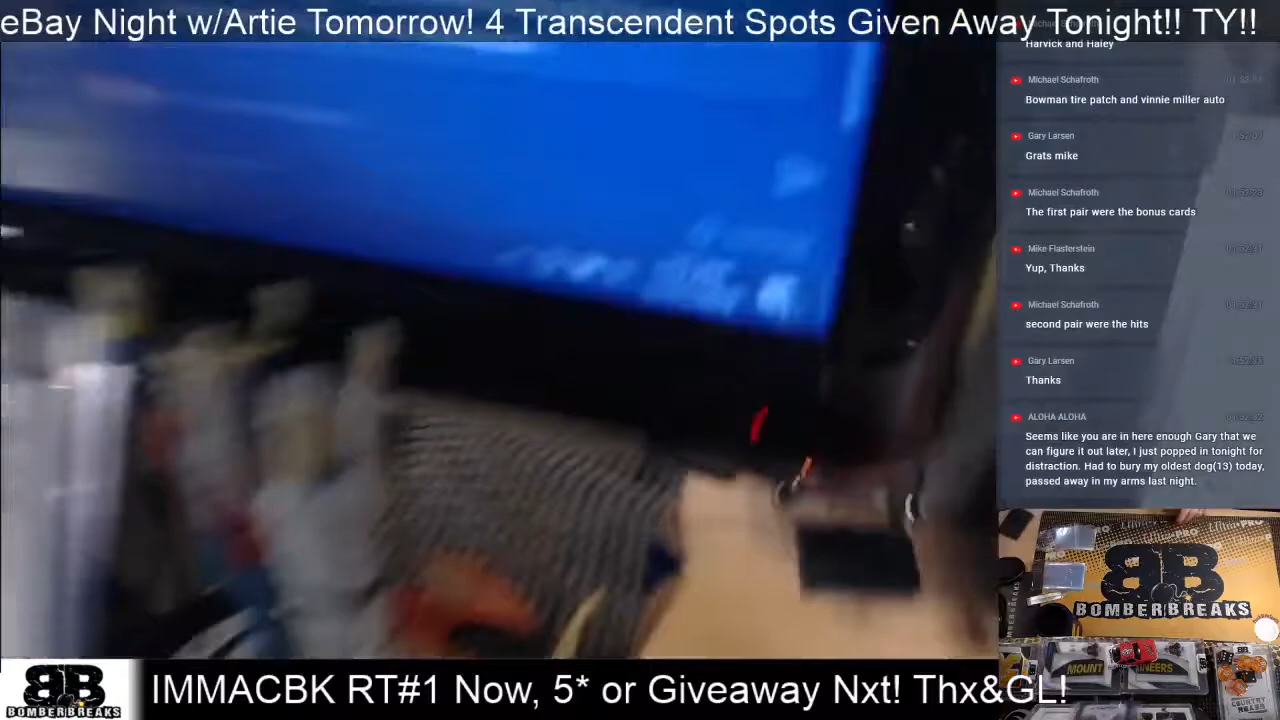 eBay Night w/Artie Tomorrow! 4 Transcendent Spots Given Away Tonight!! TY!!
Harvick and Haley
Michael Schafroth
Bowman tire patch and vinnie miller auto
Gary Larsen
Grats mike
Michael Schafroth
The first pair were the bonus cards
Mike Flasterstein
Yup, Thanks
Michael Schafroth
second pair were the hits
Gary Larsen
Thanks
ALOHA ALOHA
Seems like you are in here enough Gary that we
can figure it out later, I just popped in tonight for
distraction. Had to bury my oldest dog(13) today,
passed away in my arms last night.
BB
BOMBERBREAKS
MOUNT
NEERS
BB
BOMBERBREAKS
IMMACBK RT#1 Now, 5* or Giveaway Nxt! Thx&GL!